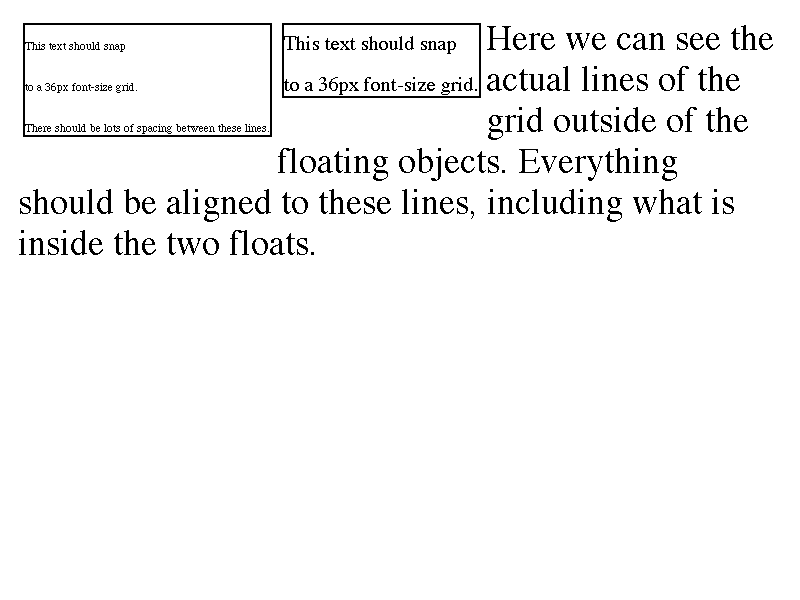 This text should snap
to a 36px font-size grid.
There should be lots of spacing between these lines.
This text should snap
to a 36px font-size grid.
Here we can see the
actual lines of the
grid outside of the
floating objects. Everything
should be aligned to these lines, including what is
inside the two floats.